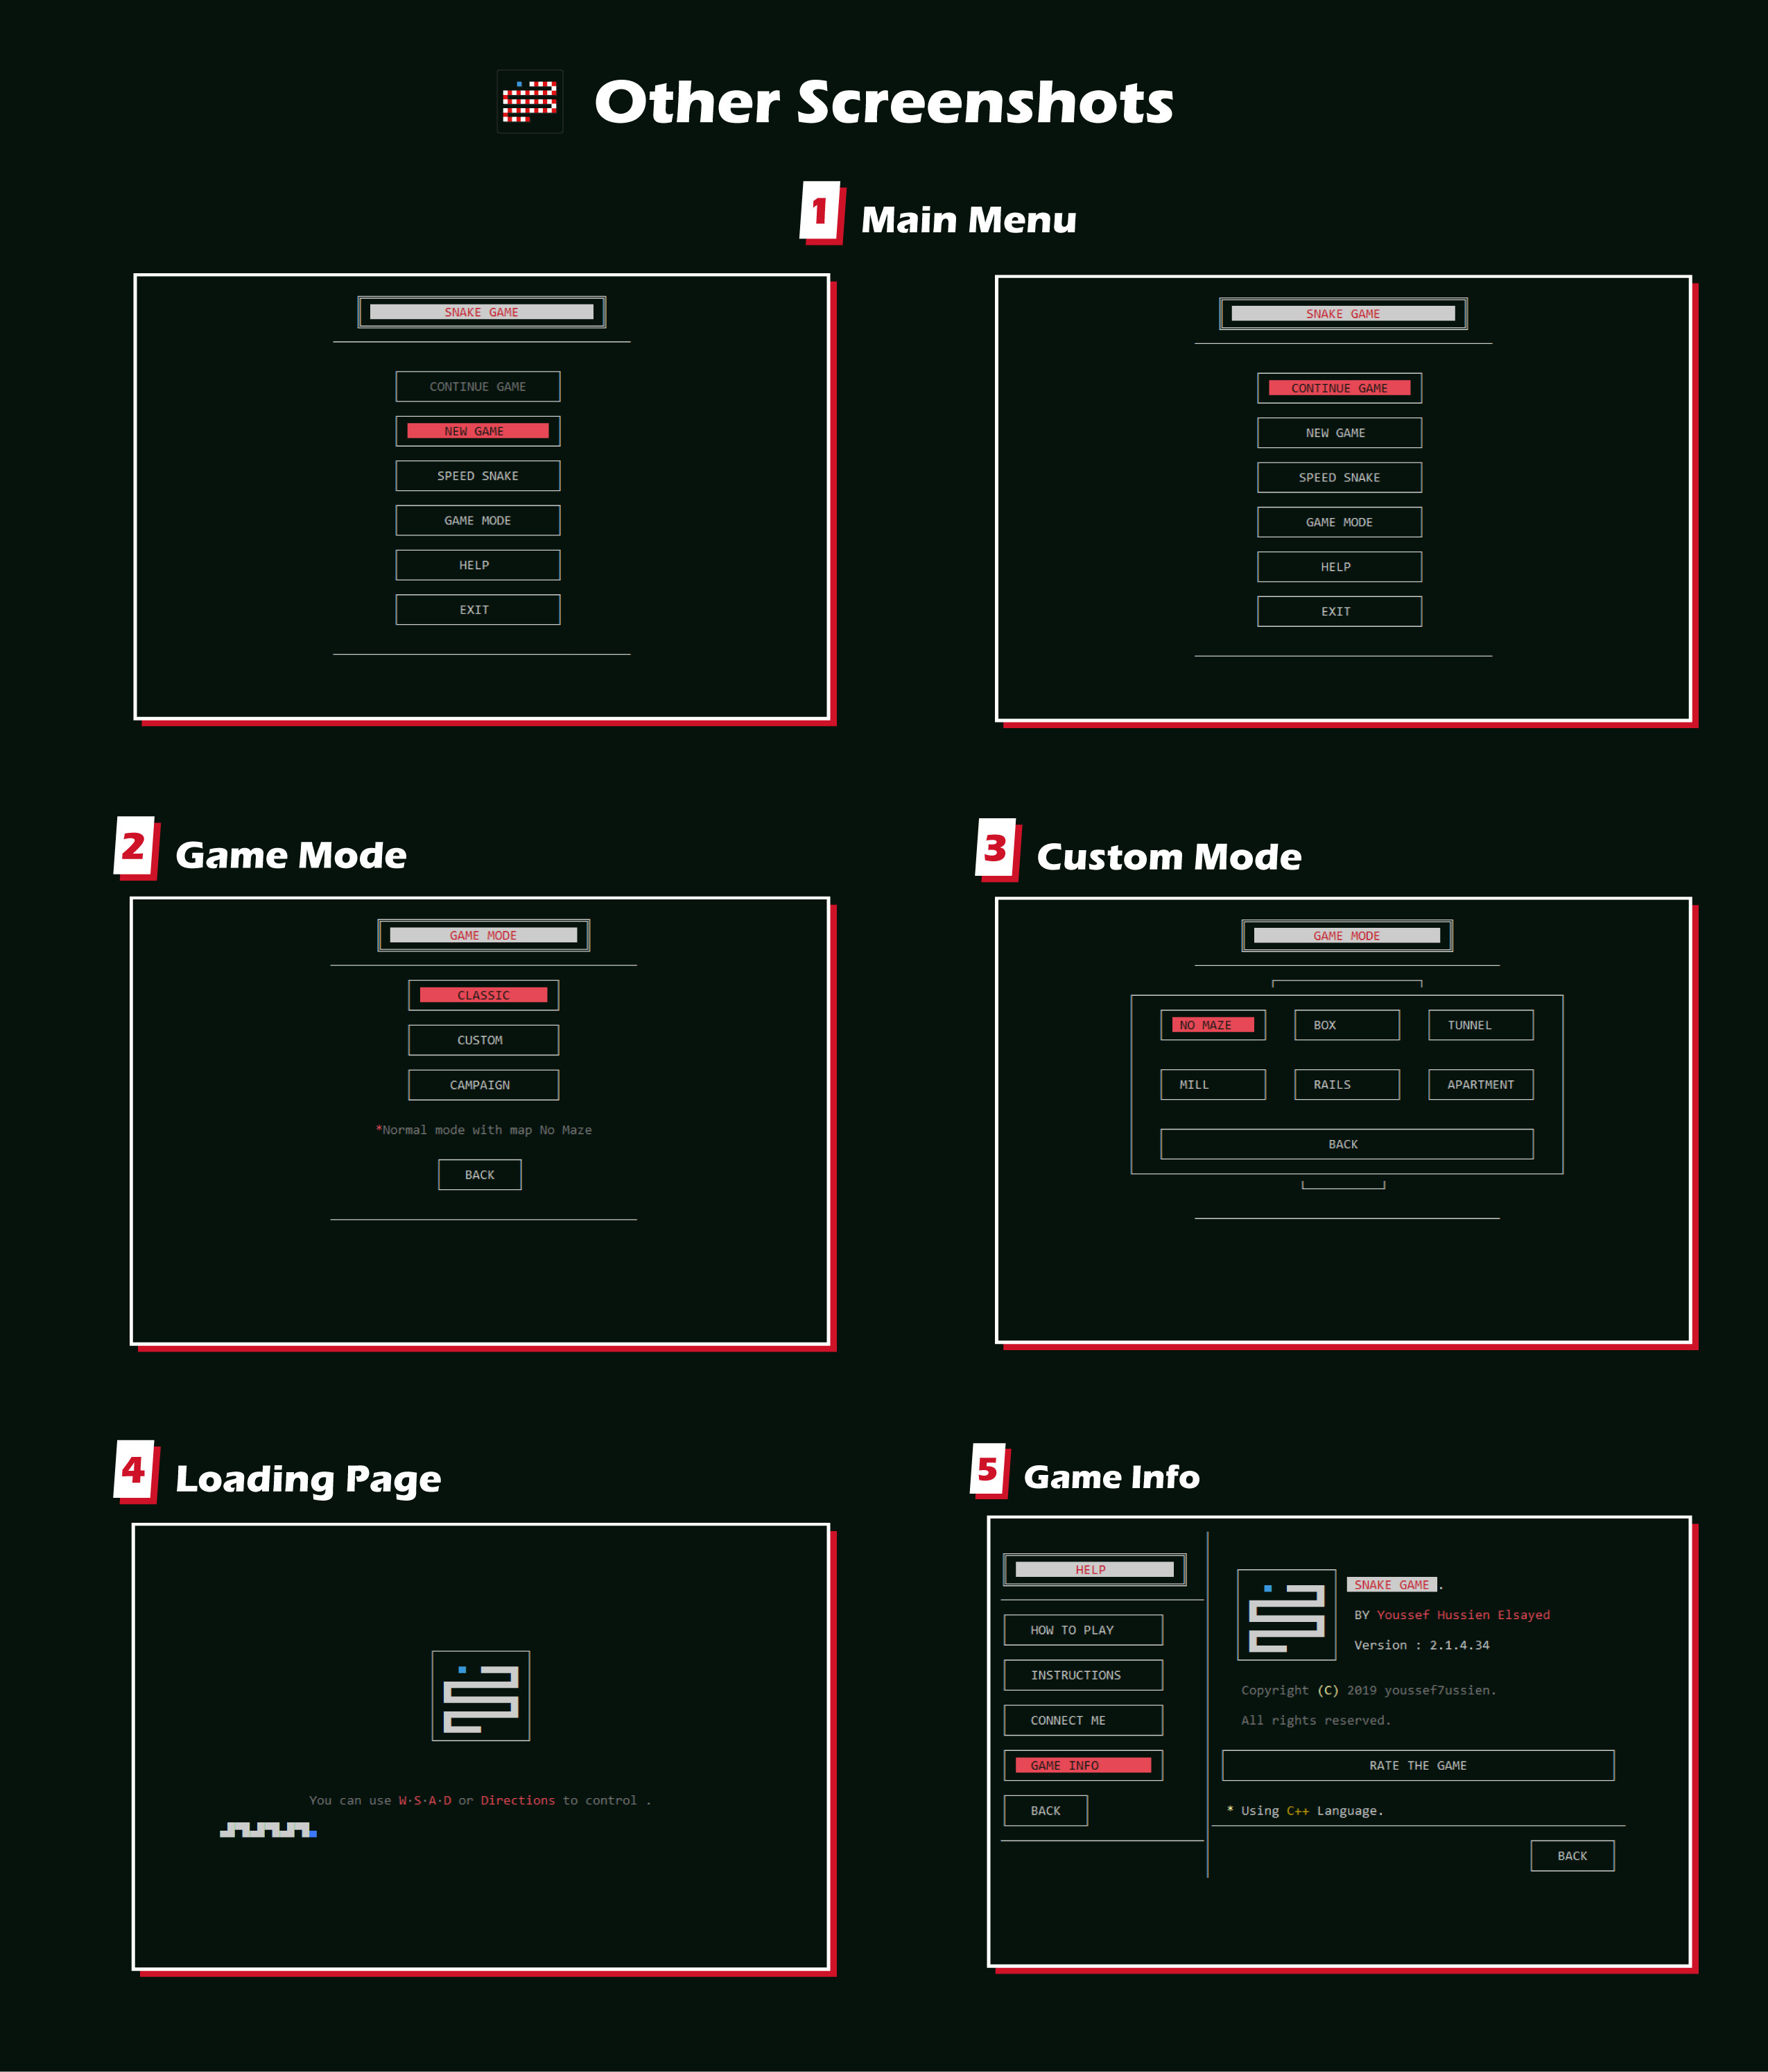 Other Screenshots
1 Main Menu
SNAKE GAME
CONTINUE GAME
NEW GAME
SPEED SNAKE
GAME MODE
HELP
EXIT
SNAKE GAME
CONTINUE GAME
NEW GAME
SPEED SNAKE
GAME MODE
HELP
EXIT
2 Game Mode
GAME MODE
CLASSIC
CUSTOM
CAMPAIGN
*Normal mode with map No Maze
BACK
3 Custom Mode
GAME MODE
NO MAZE BOX TUNNEL
MILL RAILS APARTMENT
BACK
4 Loading Page
You can use W·S·A·D or Directions to control .
5 Game Info
HELP
HOW TO PLAY
INSTRUCTIONS
CONNECT ME
GAME INFO
BACK
SNAKE GAME .
BY Youssef Hussien Elsayed
Version : 2.1.4.34
Copyright (C) 2019 youssef7ussien.
All rights reserved.
RATE THE GAME
* Using C++ Language.
BACK